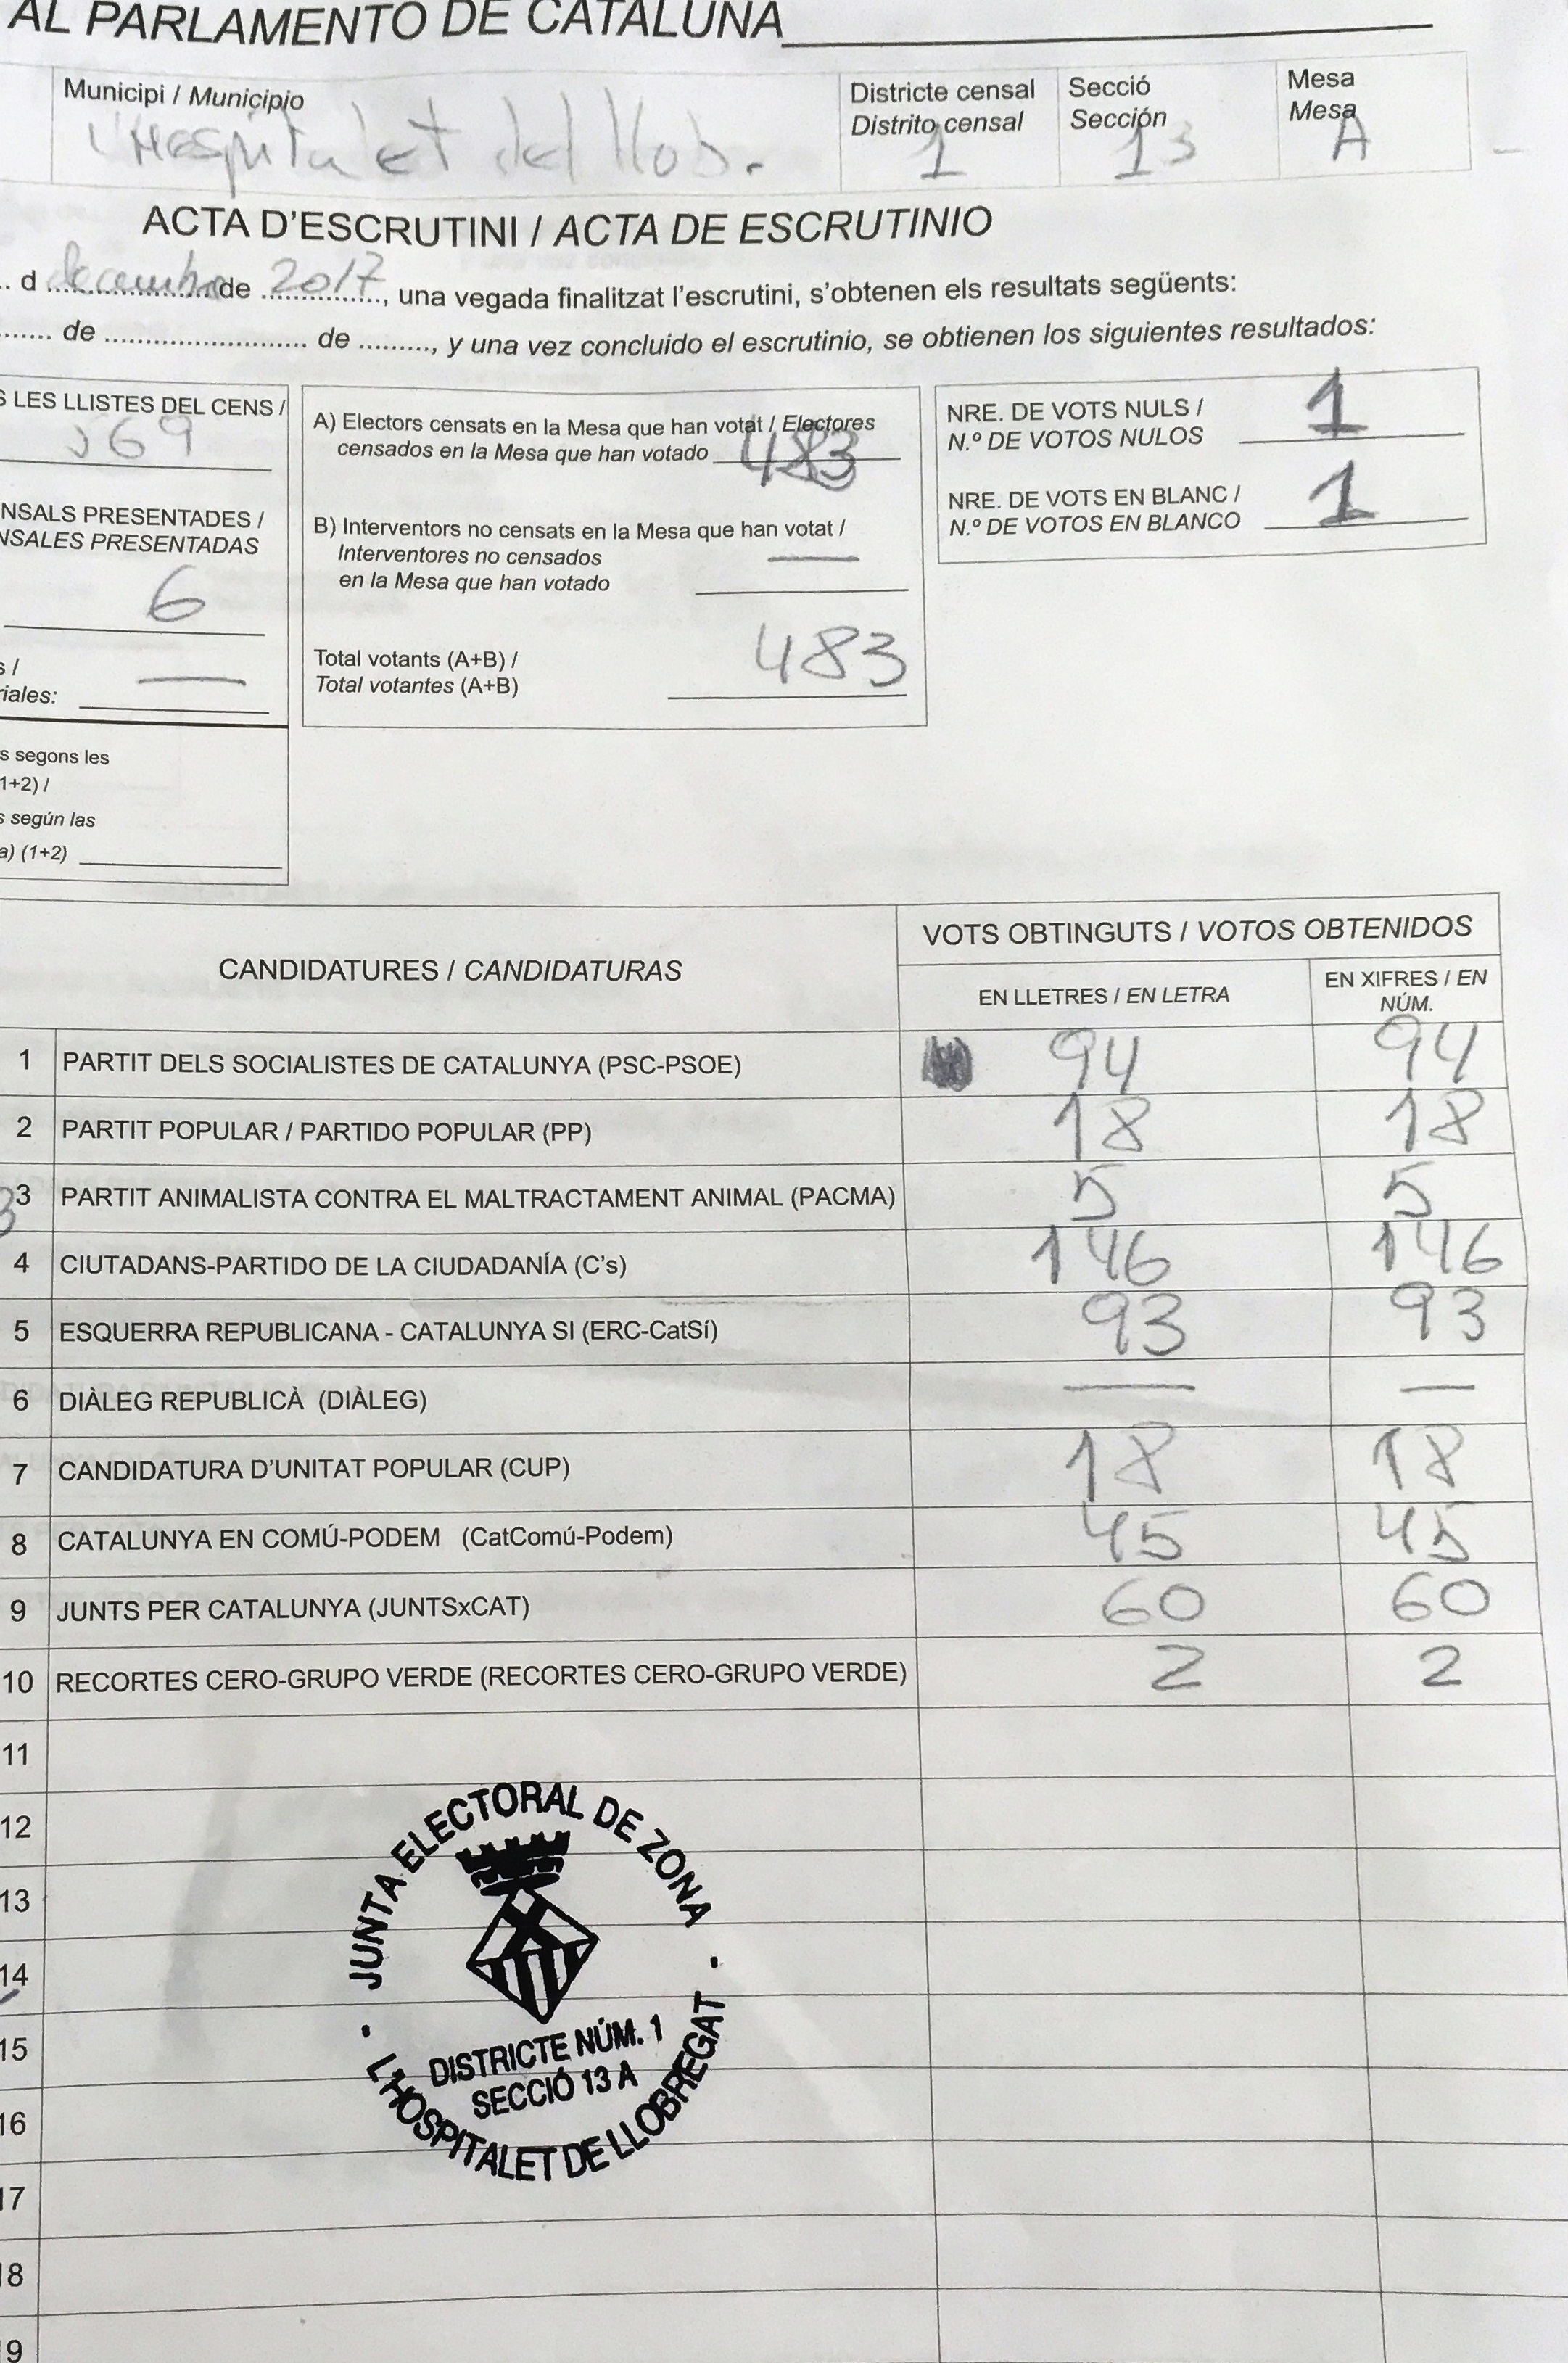 AL PARLAMENTO DE CATALUÑA
Municipi / Municipio
L'Hospitalet del Llob.
Districte censal
Distrito censal
1
Secció
Sección
13
Mesa
Mesa
A
ACTA D'ESCRUTINI / ACTA DE ESCRUTINIO
.. d decembre de 2017, una vegada finalitzat l'escrutini, s'obtenen els resultats següents:
....... de ......................... de ........., y una vez concluido el escrutinio, se obtienen los siguientes resultados:
S LES LLISTES DEL CENS /
569
NSALS PRESENTADES /
NSALES PRESENTADAS
6
s /
riales: —
s segons les
1+2) /
s según las
a) (1+2)
A) Electors censats en la Mesa que han votat / Electores
censados en la Mesa que han votado 483
B) Interventors no censats en la Mesa que han votat /
Interventores no censados
en la Mesa que han votado —
Total votants (A+B) /
Total votantes (A+B) 483
NRE. DE VOTS NULS /
N.º DE VOTOS NULOS 1
NRE. DE VOTS EN BLANC /
N.º DE VOTOS EN BLANCO 1
CANDIDATURES / CANDIDATURAS
VOTS OBTINGUTS / VOTOS OBTENIDOS
EN LLETRES / EN LETRA
EN XIFRES / EN
NÚM.
1 PARTIT DELS SOCIALISTES DE CATALUNYA (PSC-PSOE) 94 94
2 PARTIT POPULAR / PARTIDO POPULAR (PP) 18 18
3 PARTIT ANIMALISTA CONTRA EL MALTRACTAMENT ANIMAL (PACMA) 5 5
4 CIUTADANS-PARTIDO DE LA CIUDADANÍA (C's) 146 146
5 ESQUERRA REPUBLICANA - CATALUNYA SI (ERC-CatSí) 93 93
6 DIÀLEG REPUBLICÀ (DIÀLEG) — —
7 CANDIDATURA D'UNITAT POPULAR (CUP) 18 18
8 CATALUNYA EN COMÚ-PODEM (CatComú-Podem) 45 45
9 JUNTS PER CATALUNYA (JUNTSxCAT) 60 60
10 RECORTES CERO-GRUPO VERDE (RECORTES CERO-GRUPO VERDE) 2 2
11
12
13
14
15
16
17
18
19
JUNTA ELECTORAL DE ZONA
DISTRICTE NÚM. 1
SECCIÓ 13 A
L'HOSPITALET DE LLOBREGAT